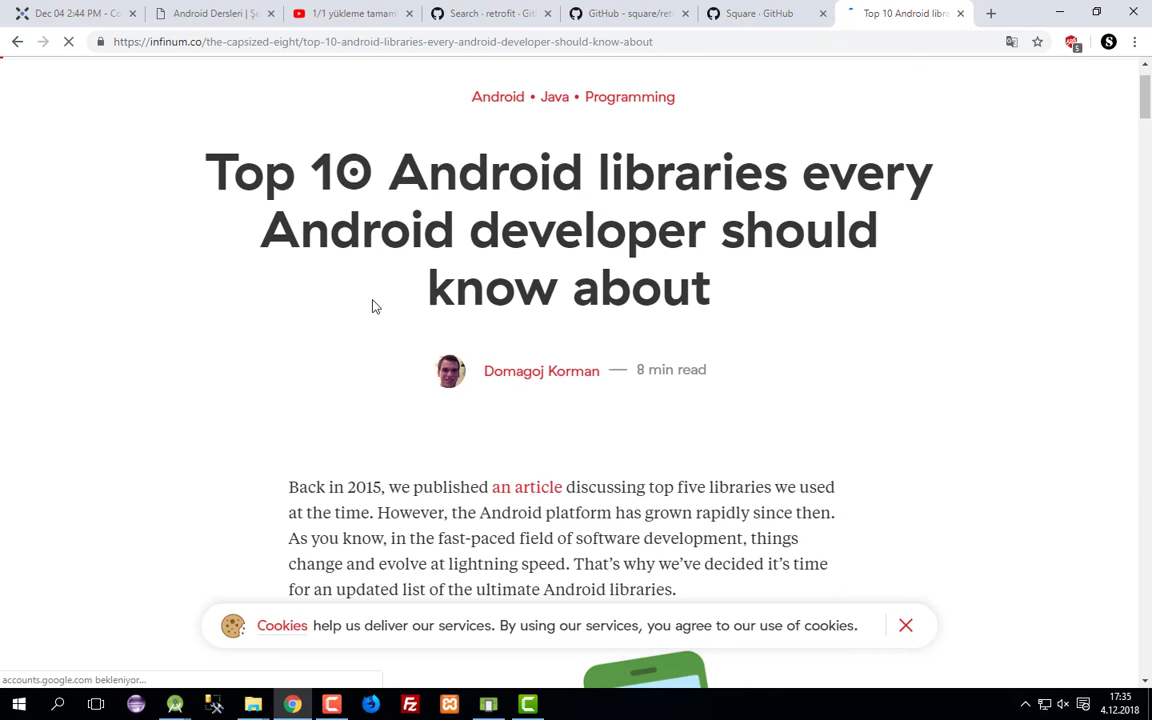 Dec 04 2:44 PM - Co
Android Dersleri | Şe
1/1 yükleme tamam
Search · retrofit · Git
GitHub - square/ret
Square · GitHub
Top 10 Android libra
https://infinum.co/the-capsized-eight/top-10-android-libraries-every-android-developer-should-know-about
Android • Java • Programming
Top 10 Android libraries every
Android developer should
know about
Domagoj Korman — 8 min read
Back in 2015, we published an article discussing top five libraries we used
at the time. However, the Android platform has grown rapidly since then.
As you know, in the fast-paced field of software development, things
change and evolve at lightning speed. That's why we've decided it's time
for an updated list of the ultimate Android libraries.
Cookies help us deliver our services. By using our services, you agree to our use of cookies.
accounts.google.com bekleniyor...
17:35
4.12.2018